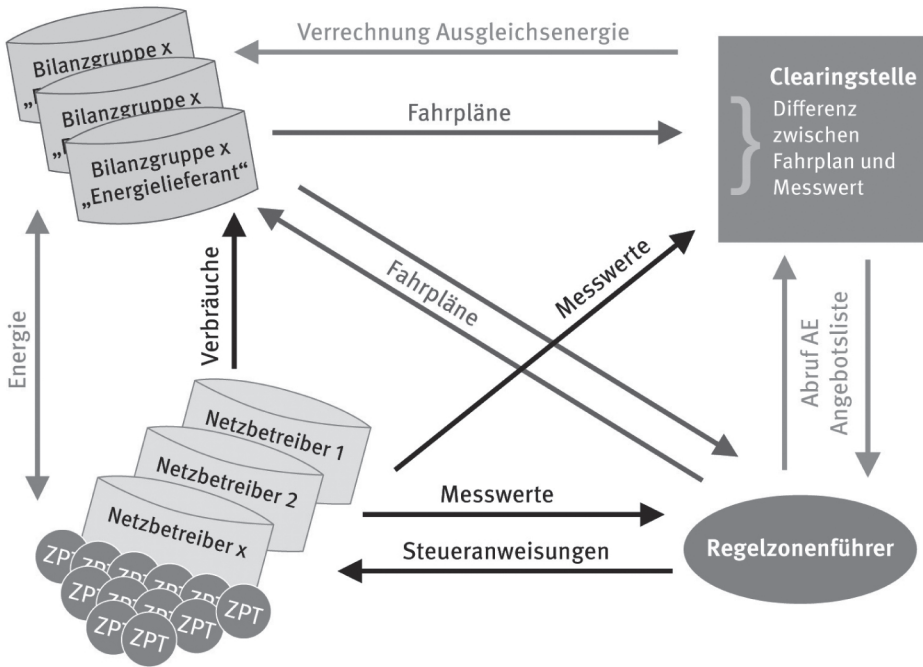 Verrechnung Ausgleichsenergie
Bilanzgruppe x
Bilanzgruppe x
Bilanzgruppe x
„Energielieferant“
Fahrpläne
Clearingstelle
Differenz
zwischen
Fahrplan und
Messwert
Energie
Verbräuche
Fahrpläne
Messwerte
Abruf AE
Angebotsliste
Netzbetreiber 1
Netzbetreiber 2
Netzbetreiber x
Messwerte
Steueranweisungen
Regelzonenführer
ZPT
ZPT
ZPT
ZPT
ZPT